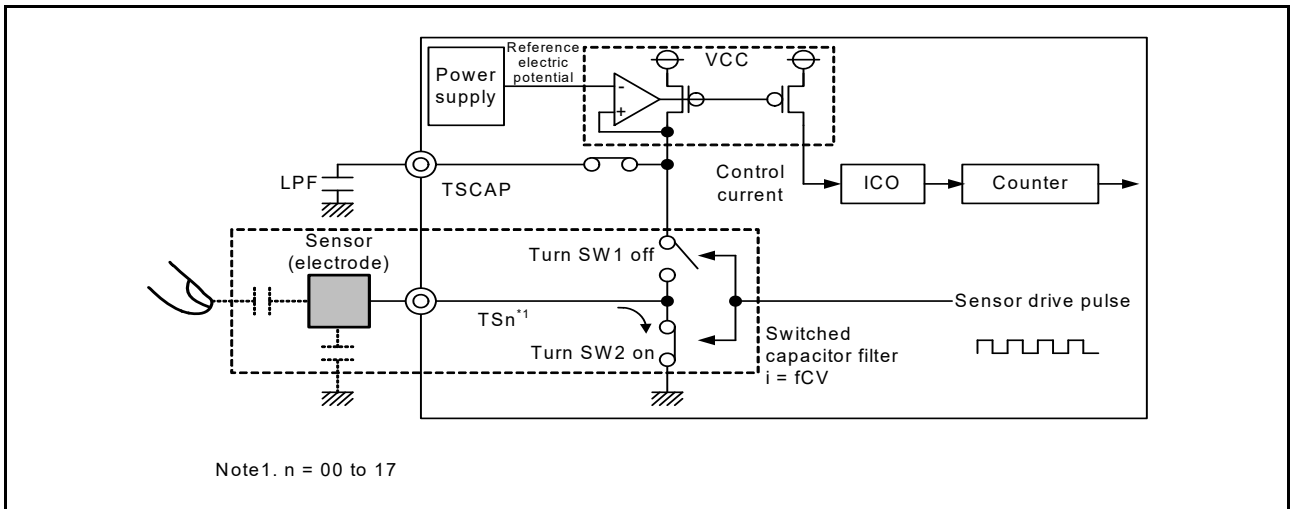 Reference
electric
potential
Power
supply
VCC
-
+
LPF
TSCAP
Control
current
ICO
Counter
Sensor
(electrode)
Turn SW1 off
TSn*1
Turn SW2 on
Sensor drive pulse
Switched
capacitor filter
i = fCV
Note1. n = 00 to 17